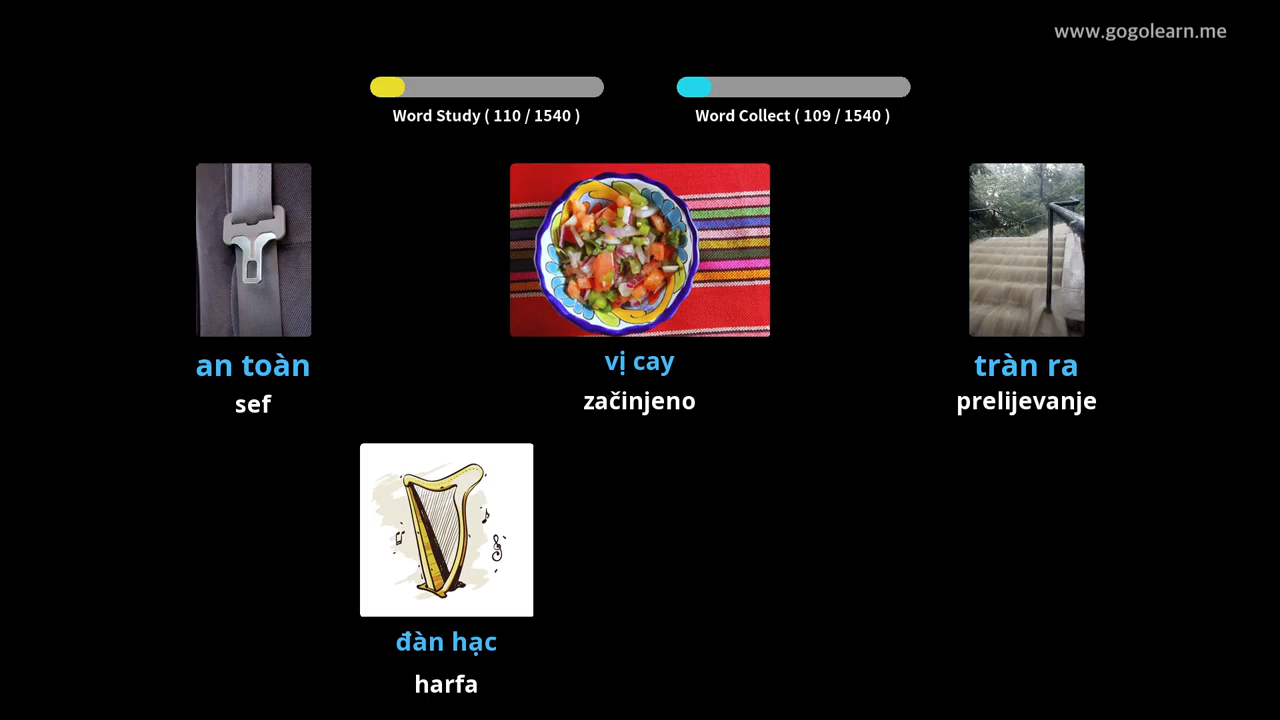 www.gogolearn.me
Word Study ( 110 / 1540 )
Word Collect ( 109 / 1540 )
an toàn
sef
vị cay
začinjeno
tràn ra
prelijevanje
đàn hạc
harfa